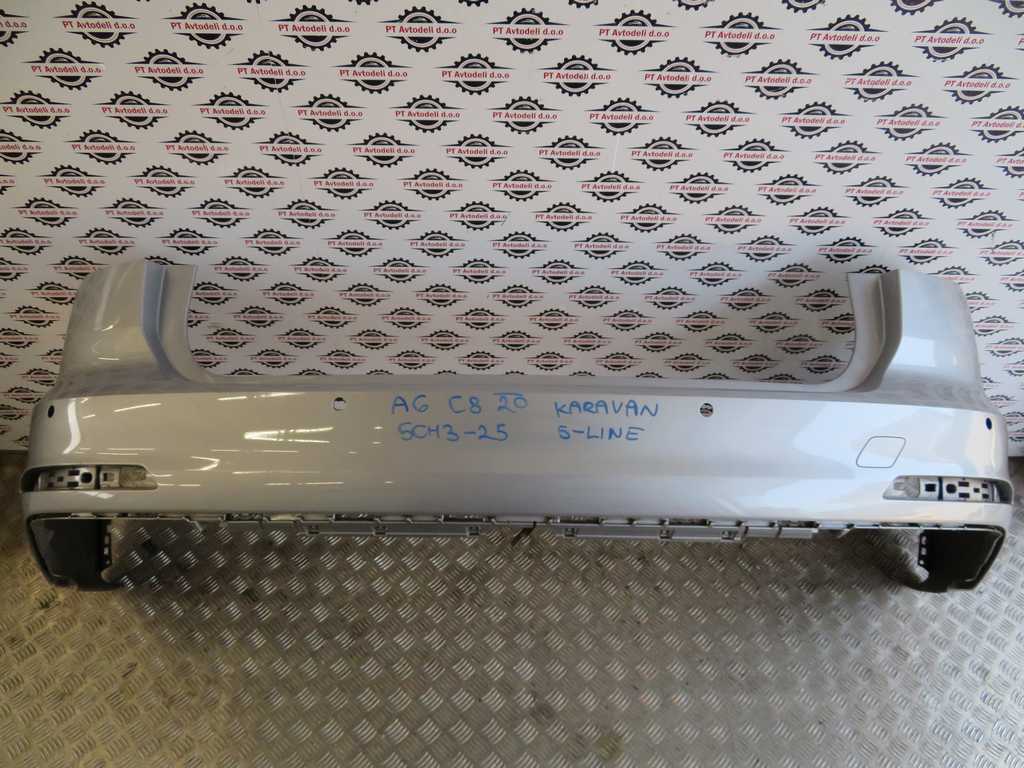 PT Avtodeli d.o.o
A6 C8 20 KARAVAN
SCH3-25 S-LINE